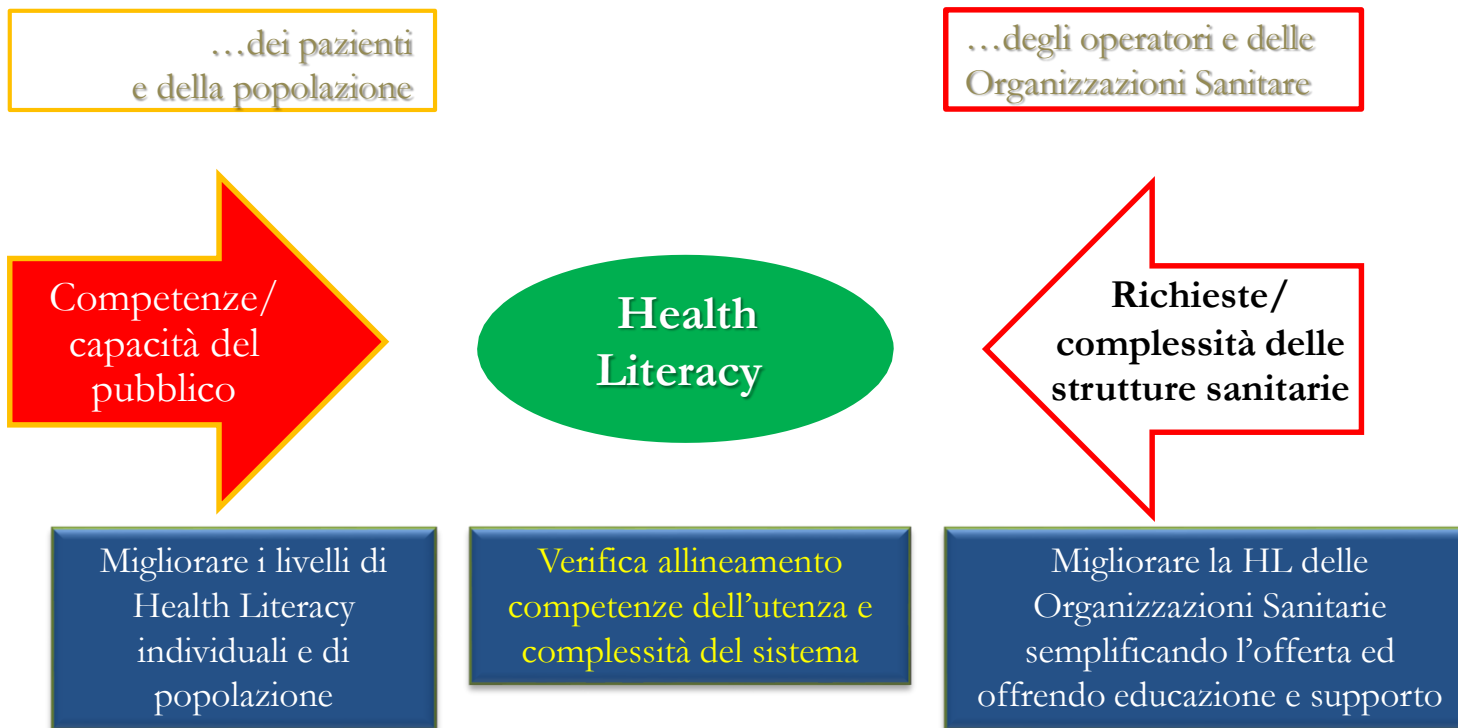 …dei pazienti
e della popolazione
…degli operatori e delle
Organizzazioni Sanitare
Competenze/
capacità del
pubblico
Health
Literacy
Richieste/
complessità delle
strutture sanitarie
Migliorare i livelli di
Health Literacy
individuali e di
popolazione
Verifica allineamento
competenze dell’utenza e
complessità del sistema
Migliorare la HL delle
Organizzazioni Sanitarie
semplificando l’offerta ed
offrendo educazione e supporto